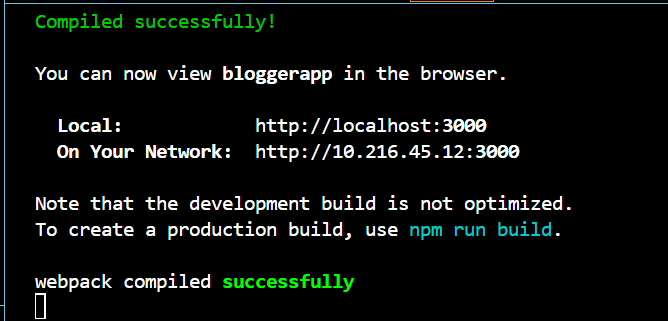 Compiled successfully!
You can now view bloggerapp in the browser.
Local: http://localhost:3000
On Your Network: http://10.216.45.12:3000
Note that the development build is not optimized.
To create a production build, use npm run build.
webpack compiled successfully